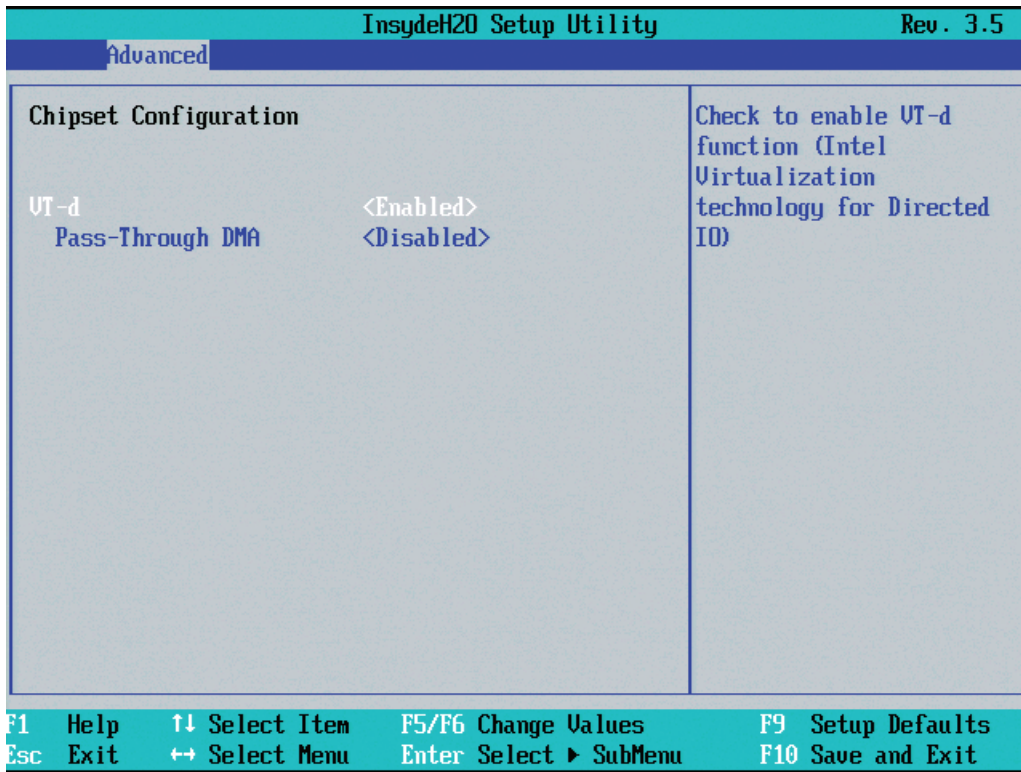 InsydeH2O Setup Utility Rev. 3.5
Advanced
Chipset Configuration
VT-d <Enabled>
Pass-Through DMA <Disabled>
Check to enable VT-d
function (Intel
Virtualization
technology for Directed
IO)
F1 Help ↑↓ Select Item F5/F6 Change Values F9 Setup Defaults
Esc Exit ↔ Select Menu Enter Select ▶ SubMenu F10 Save and Exit